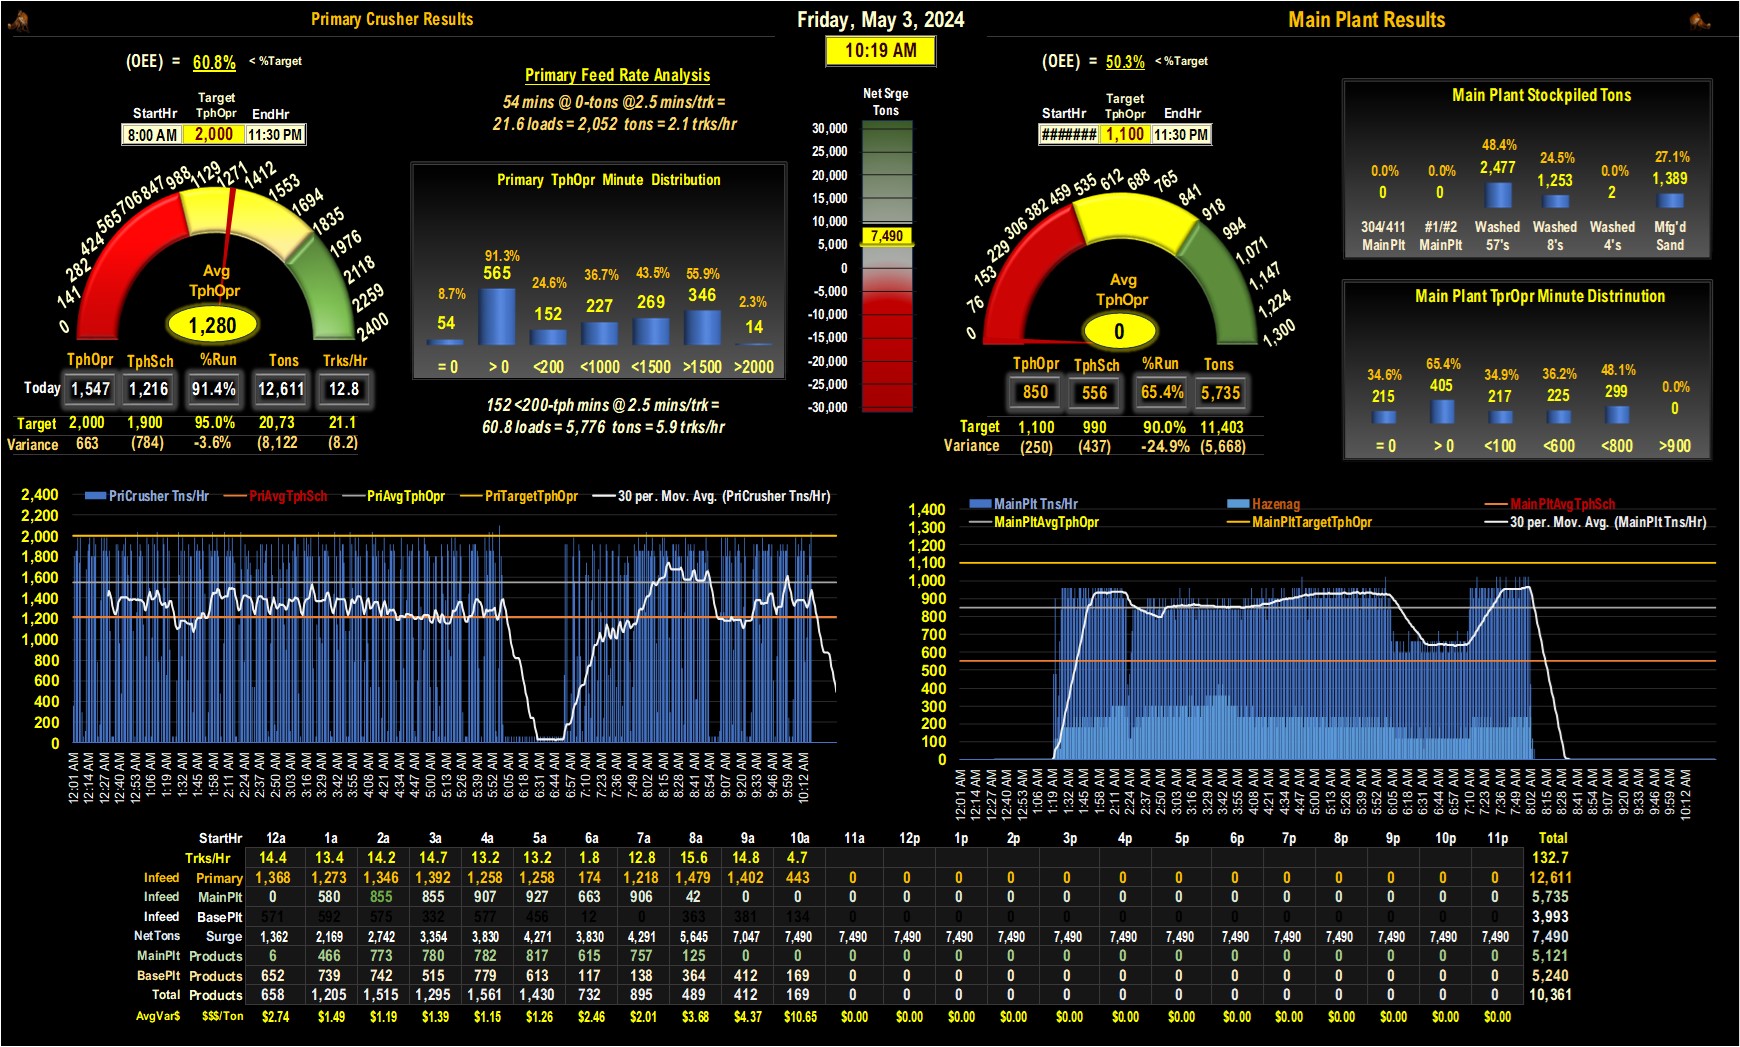 Primary Crusher Results
Friday, May 3, 2024
Main Plant Results
10:19 AM
(OEE) = 60.8% < %Target
StartHr Target TphOpr EndHr
8:00 AM 2,000 11:30 PM
0 141 282 424 565 706 847 988 1129 1271 1412 1553 1694 1835 1976 2118 2259 2400
Avg
TphOpr
1,280
TphOpr TphSch %Run Tons Trks/Hr
Today 1,547 1,216 91.4% 12,611 12.8
Target 2,000 1,900 95.0% 20,73 21.1
Variance 663 (784) -3.6% (8,122) (8.2)
Primary Feed Rate Analysis
54 mins @ 0-tons @2.5 mins/trk =
21.6 loads = 2,052 tons = 2.1 trks/hr
Primary TphOpr Minute Distribution
8.7% 91.3% 24.6% 36.7% 43.5% 55.9% 2.3%
54 565 152 227 269 346 14
= 0 > 0 <200 <1000 <1500 >1500 >2000
152 <200-tph mins @ 2.5 mins/trk =
60.8 loads = 5,776 tons = 5.9 trks/hr
Net Srge
Tons
30,000
25,000
20,000
15,000
10,000
7,490
5,000
0
-5,000
-10,000
-15,000
-20,000
-25,000
-30,000
(OEE) = 50.3% < %Target
StartHr Target TphOpr EndHr
####### 1,100 11:30 PM
0 76 153 229 306 382 459 535 612 688 765 841 918 994 1,071 1,147 1,224 1,300
Avg
TphOpr
0
TphOpr TphSch %Run Tons
850 556 65.4% 5,735
Target 1,100 990 90.0% 11,403
Variance (250) (437) -24.9% (5,668)
Main Plant Stockpiled Tons
0.0% 0.0% 48.4% 24.5% 0.0% 27.1%
0 0 2,477 1,253 2 1,389
304/411 #1/#2 Washed Washed Washed Mfg'd
MainPlt MainPlt 57's 8's 4's Sand
Main Plant TprOpr Minute Distrinution
34.6% 65.4% 34.9% 36.2% 48.1% 0.0%
215 405 217 225 299 0
= 0 > 0 <100 <600 <800 >900
PriCrusher Tns/Hr PriAvgTphSch PriAvgTphOpr PriTargetTphOpr 30 per. Mov. Avg. (PriCrusher Tns/Hr)
2,400
2,200
2,000
1,800
1,600
1,400
1,200
1,000
800
600
400
200
0
12:01 AM 12:14 AM 12:27 AM 12:40 AM 12:53 AM 1:06 AM 1:19 AM 1:32 AM 1:45 AM 1:58 AM 2:11 AM 2:24 AM 2:37 AM 2:50 AM 3:03 AM 3:16 AM 3:29 AM 3:42 AM 3:55 AM 4:08 AM 4:21 AM 4:34 AM 4:47 AM 5:00 AM 5:13 AM 5:26 AM 5:39 AM 5:52 AM 6:05 AM 6:18 AM 6:31 AM 6:44 AM 6:57 AM 7:10 AM 7:23 AM 7:36 AM 7:49 AM 8:02 AM 8:15 AM 8:28 AM 8:41 AM 8:54 AM 9:07 AM 9:20 AM 9:33 AM 9:46 AM 9:59 AM 10:12 AM
MainPlt Tns/Hr Hazenag MainPltAvgTphSch
MainPltAvgTphOpr MainPltTargetTphOpr 30 per. Mov. Avg. (MainPlt Tns/Hr)
1,400
1,300
1,200
1,100
1,000
900
800
700
600
500
400
300
200
100
0
12:01 AM 12:14 AM 12:27 AM 12:40 AM 12:53 AM 1:06 AM 1:19 AM 1:32 AM 1:45 AM 1:58 AM 2:11 AM 2:24 AM 2:37 AM 2:50 AM 3:03 AM 3:16 AM 3:29 AM 3:42 AM 3:55 AM 4:08 AM 4:21 AM 4:34 AM 4:47 AM 5:00 AM 5:13 AM 5:26 AM 5:39 AM 5:52 AM 6:05 AM 6:18 AM 6:31 AM 6:44 AM 6:57 AM 7:10 AM 7:23 AM 7:36 AM 7:49 AM 8:02 AM 8:15 AM 8:28 AM 8:41 AM 8:54 AM 9:07 AM 9:20 AM 9:33 AM 9:46 AM 9:59 AM 10:12 AM
StartHr 12a 1a 2a 3a 4a 5a 6a 7a 8a 9a 10a 11a 12p 1p 2p 3p 4p 5p 6p 7p 8p 9p 10p 11p Total
Trks/Hr 14.4 13.4 14.2 14.7 13.2 13.2 1.8 12.8 15.6 14.8 4.7 132.7
Infeed Primary 1,368 1,273 1,346 1,392 1,258 1,258 174 1,218 1,479 1,402 443 0 0 0 0 0 0 0 0 0 0 0 0 0 12,611
Infeed MainPlt 0 580 855 855 907 927 663 906 42 0 0 0 0 0 0 0 0 0 0 0 0 0 0 0 5,735
Infeed BasePlt 571 592 575 332 577 456 12 0 363 381 134 0 0 0 0 0 0 0 0 0 0 0 0 0 3,993
NetTons Surge 1,362 2,169 2,742 3,354 3,830 4,271 3,830 4,291 5,645 7,047 7,490 7,490 7,490 7,490 7,490 7,490 7,490 7,490 7,490 7,490 7,490 7,490 7,490 7,490 7,490
MainPlt Products 6 466 773 780 782 817 615 757 125 0 0 0 0 0 0 0 0 0 0 0 0 0 0 0 5,121
BasePlt Products 652 739 742 515 779 613 117 138 364 412 169 0 0 0 0 0 0 0 0 0 0 0 0 0 5,240
Total Products 658 1,205 1,515 1,295 1,561 1,430 732 895 489 412 169 0 0 0 0 0 0 0 0 0 0 0 0 0 10,361
AvgVar$ $$$/Ton $2.74 $1.49 $1.19 $1.39 $1.15 $1.26 $2.46 $2.01 $3.68 $4.37 $10.65 $0.00 $0.00 $0.00 $0.00 $0.00 $0.00 $0.00 $0.00 $0.00 $0.00 $0.00 $0.00 $0.00